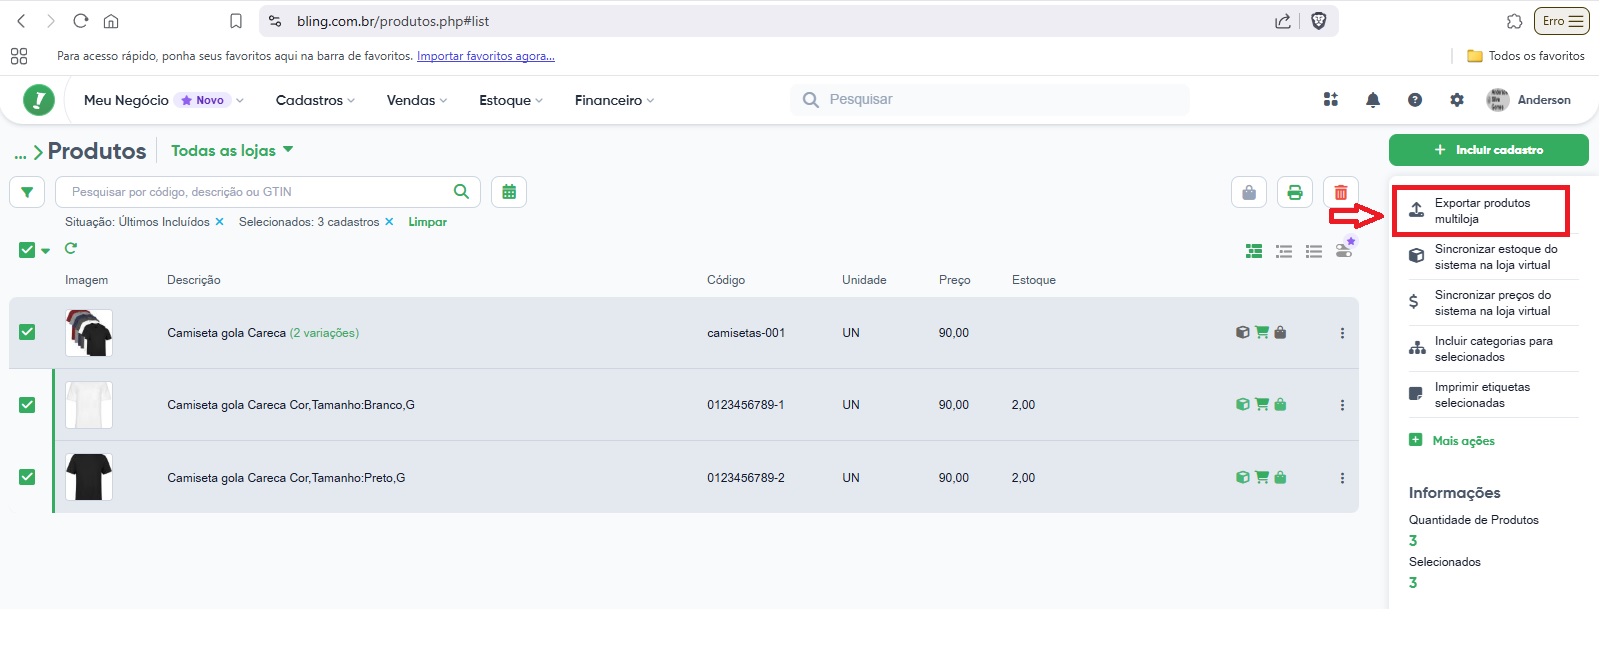 bling.com.br/produtos.php#list
Erro
Para acesso rápido, ponha seus favoritos aqui na barra de favoritos. Importar favoritos agora...
Todos os favoritos
Meu Negócio Novo Cadastros Vendas Estoque Financeiro Pesquisar Anderson
... Produtos Todas as lojas
+ Incluir cadastro
Pesquisar por código, descrição ou GTIN
Situação: Últimos Incluídos × Selecionados: 3 cadastros × Limpar
Imagem Descrição Código Unidade Preço Estoque
Camiseta gola Careca (2 variações) camisetas-001 UN 90,00
Camiseta gola Careca Cor,Tamanho:Branco,G 0123456789-1 UN 90,00 2,00
Camiseta gola Careca Cor,Tamanho:Preto,G 0123456789-2 UN 90,00 2,00
Exportar produtos
multiloja
Sincronizar estoque do
sistema na loja virtual
Sincronizar preços do
sistema na loja virtual
Incluir categorias para
selecionados
Imprimir etiquetas
selecionadas
Mais ações
Informações
Quantidade de Produtos
3
Selecionados
3